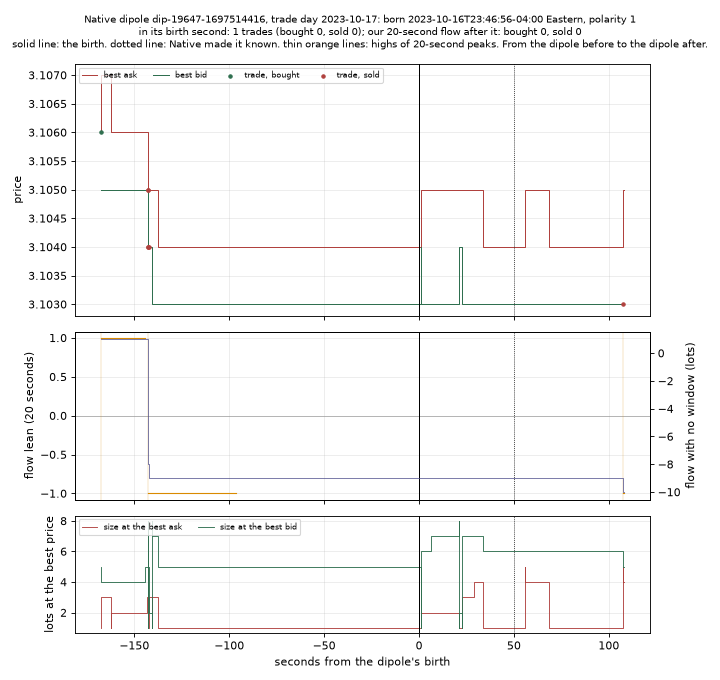 Native dipole dip-19647-1697514416, trade day 2023-10-17: born 2023-10-16T23:46:56-04:00 Eastern, polarity 1
in its birth second: 1 trades (bought 0, sold 0); our 20-second flow after it: bought 0, sold 0
solid line: the birth. dotted line: Native made it known. thin orange lines: highs of 20-second peaks. From the dipole before to the dipole after.
best ask best bid trade, bought trade, sold
3.1070
3.1065
3.1060
3.1055
3.1050
3.1045
3.1040
3.1035
3.1030
price
1.0
0.5
0.0
−0.5
−1.0
flow lean (20 seconds)
0
−2
−4
−6
−8
−10
flow with no window (lots)
size at the best ask size at the best bid
8
6
4
2
lots at the best price
−150 −100 −50 0 50 100
seconds from the dipole's birth